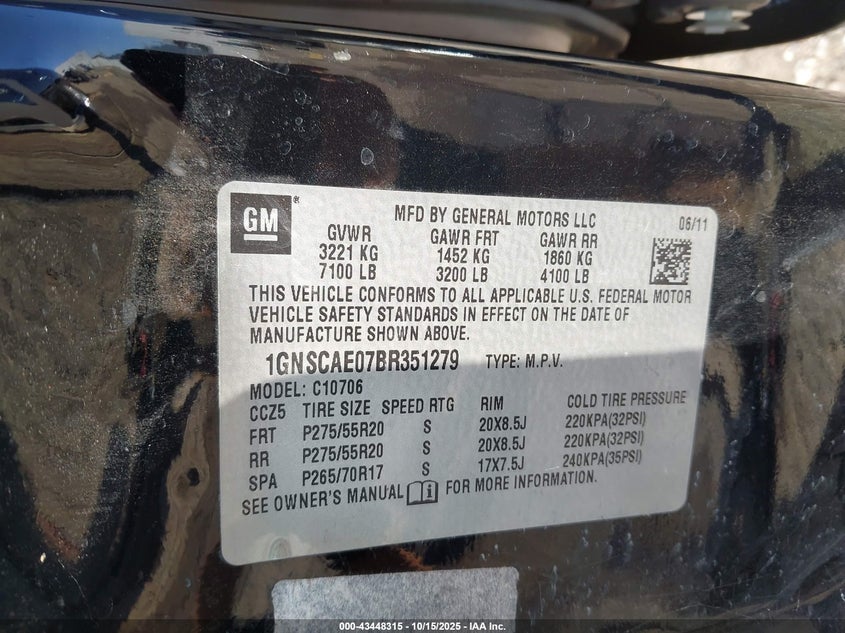 GM ®
MFD BY GENERAL MOTORS LLC 06/11
GVWR GAWR FRT GAWR RR
3221 KG 1452 KG 1860 KG
7100 LB 3200 LB 4100 LB
THIS VEHICLE CONFORMS TO ALL APPLICABLE U.S. FEDERAL MOTOR
VEHICLE SAFETY STANDARDS IN EFFECT ON THE DATE OF
MANUFACTURE SHOWN ABOVE.
1GNSCAE07BR351279 TYPE: M.P.V.
MODEL: C10706
CCZ5 TIRE SIZE SPEED RTG RIM COLD TIRE PRESSURE
FRT P275/55R20 S 20X8.5J 220KPA(32PSI)
RR P275/55R20 S 20X8.5J 220KPA(32PSI)
SPA P265/70R17 S 17X7.5J 240KPA(35PSI)
SEE OWNER'S MANUAL FOR MORE INFORMATION.
000-43448315 - 10/15/2025 - IAA Inc.